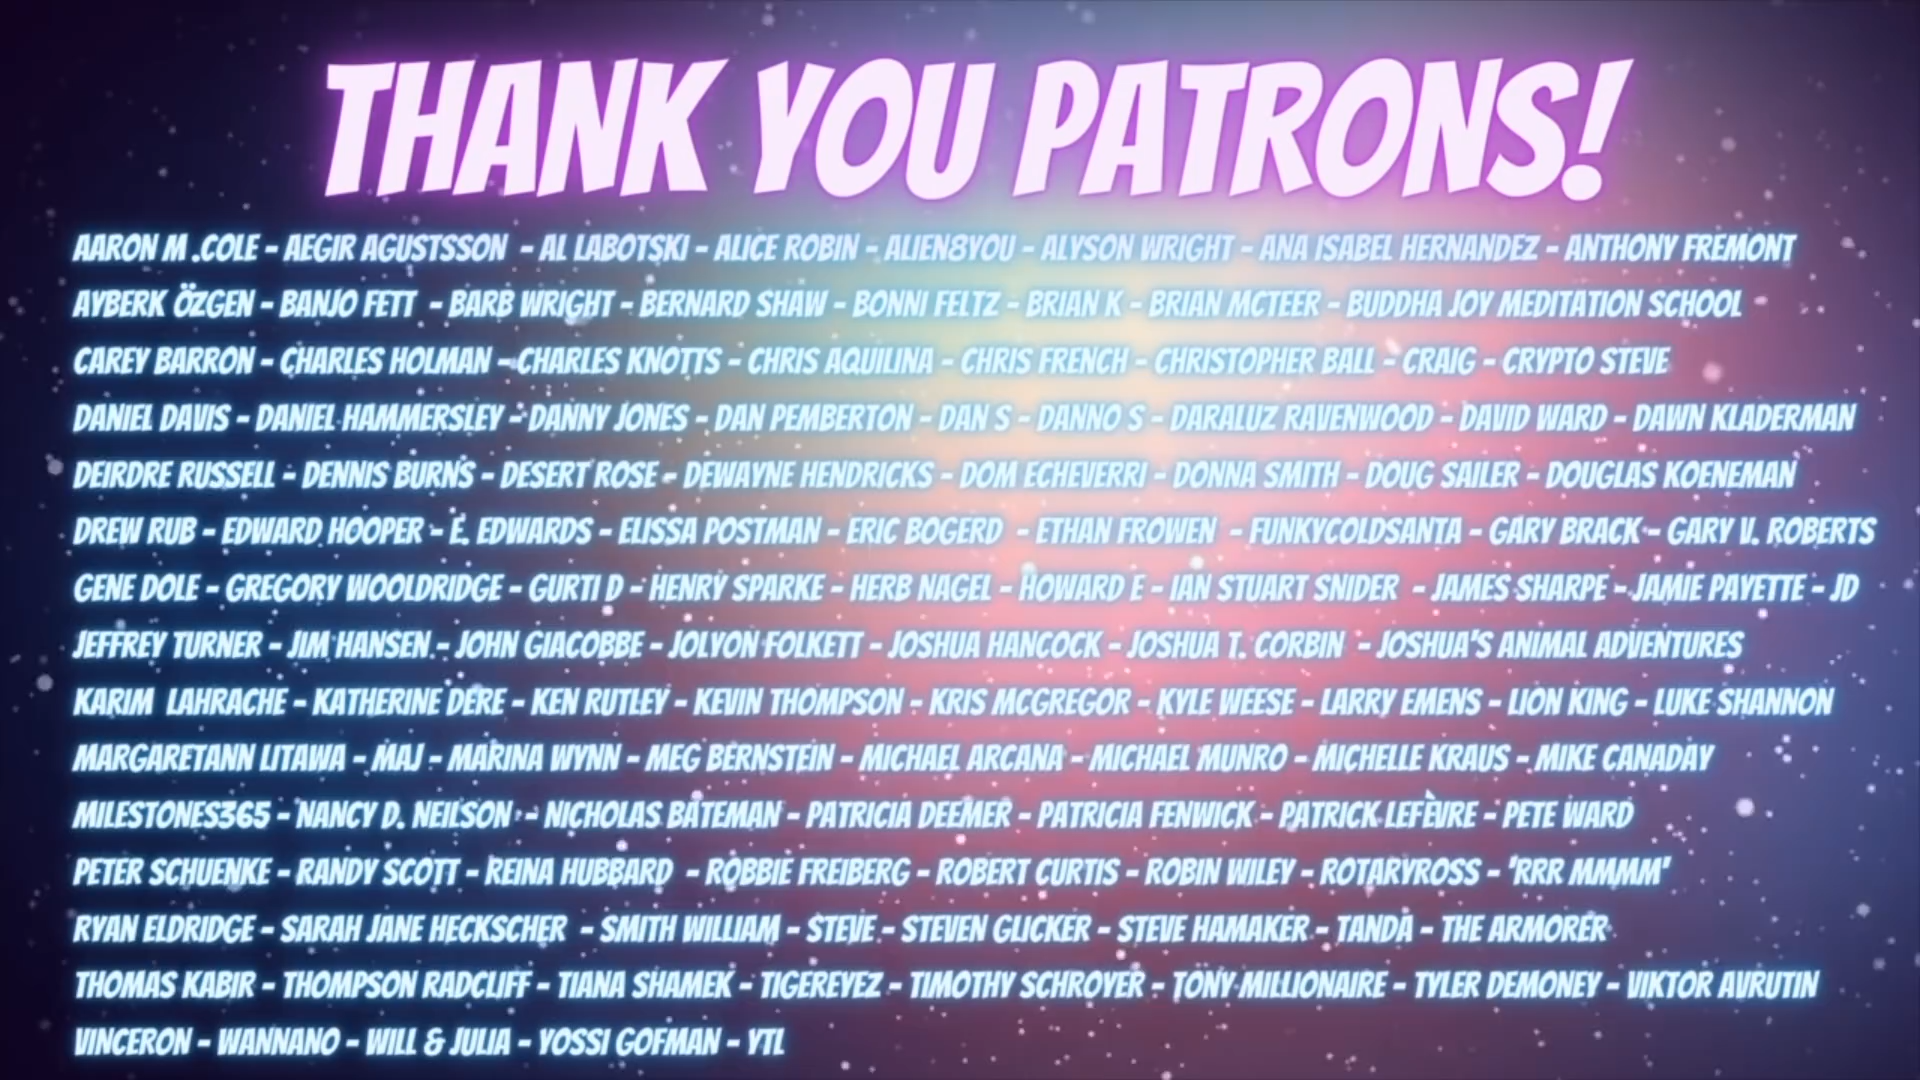 THANK YOU PATRONS!
AARON M .COLE - AEGIR AGUSTSSON - AL LABOTSKI - ALICE ROBIN - ALIEN8YOU - ALYSON WRIGHT - ANA ISABEL HERNANDEZ - ANTHONY FREMONT
AYBERK ÖZGEN - BANJO FETT - BARB WRIGHT - BERNARD SHAW - BONNI FELTZ - BRIAN K - BRIAN MCTEER - BUDDHA JOY MEDITATION SCHOOL
CAREY BARRON - CHARLES HOLMAN - CHARLES KNOTTS - CHRIS AQUILINA - CHRIS FRENCH - CHRISTOPHER BALL - CRAIG - CRYPTO STEVE
DANIEL DAVIS - DANIEL HAMMERSLEY - DANNY JONES - DAN PEMBERTON - DAN S - DANNO S - DARALUZ RAVENWOOD - DAVID WARD - DAWN KLADERMAN
DEIRDRE RUSSELL - DENNIS BURNS - DESERT ROSE - DEWAYNE HENDRICKS - DOM ECHEVERRI - DONNA SMITH - DOUG SAILER - DOUGLAS KOENEMAN
DREW RUB - EDWARD HOOPER - E. EDWARDS - ELISSA POSTMAN - ERIC BOGERD - ETHAN FROWEN - FUNKYCOLDSANTA - GARY BRACK - GARY V. ROBERTS
GENE DOLE - GREGORY WOOLDRIDGE - GURTI D - HENRY SPARKE - HERB NAGEL - HOWARD E - IAN STUART SNIDER - JAMES SHARPE - JAMIE PAYETTE - JD
JEFFREY TURNER - JIM HANSEN - JOHN GIACOBBE - JOLYON FOLKETT - JOSHUA HANCOCK - JOSHUA T. CORBIN - JOSHUA'S ANIMAL ADVENTURES
KARIM LAHRACHE - KATHERINE DERE - KEN RUTLEY - KEVIN THOMPSON - KRIS MCGREGOR - KYLE WEESE - LARRY EMENS - LION KING - LUKE SHANNON
MARGARETANN LITAWA - MAJ - MARINA WYNN - MEG BERNSTEIN - MICHAEL ARCANA - MICHAEL MUNRO - MICHELLE KRAUS - MIKE CANADAY
MILESTONES365 - NANCY D. NEILSON - NICHOLAS BATEMAN - PATRICIA DEEMER - PATRICIA FENWICK - PATRICK LEFÈVRE - PETE WARD
PETER SCHUENKE - RANDY SCOTT - REINA HUBBARD - ROBBIE FREIBERG - ROBERT CURTIS - ROBIN WILEY - ROTARYROSS - 'RRR MMMM'
RYAN ELDRIDGE - SARAH JANE HECKSCHER - SMITH WILLIAM - STEVE - STEVEN GLICKER - STEVE HAMAKER - TANDA - THE ARMORER
THOMAS KABIR - THOMPSON RADCLIFF - TIANA SHAMEK - TIGEREYEZ - TIMOTHY SCHROYER - TONY MILLIONAIRE - TYLER DEMONEY - VIKTOR AVRUTIN
VINCERON - WANNANO - WILL & JULIA - YOSSI GOFMAN - YTL